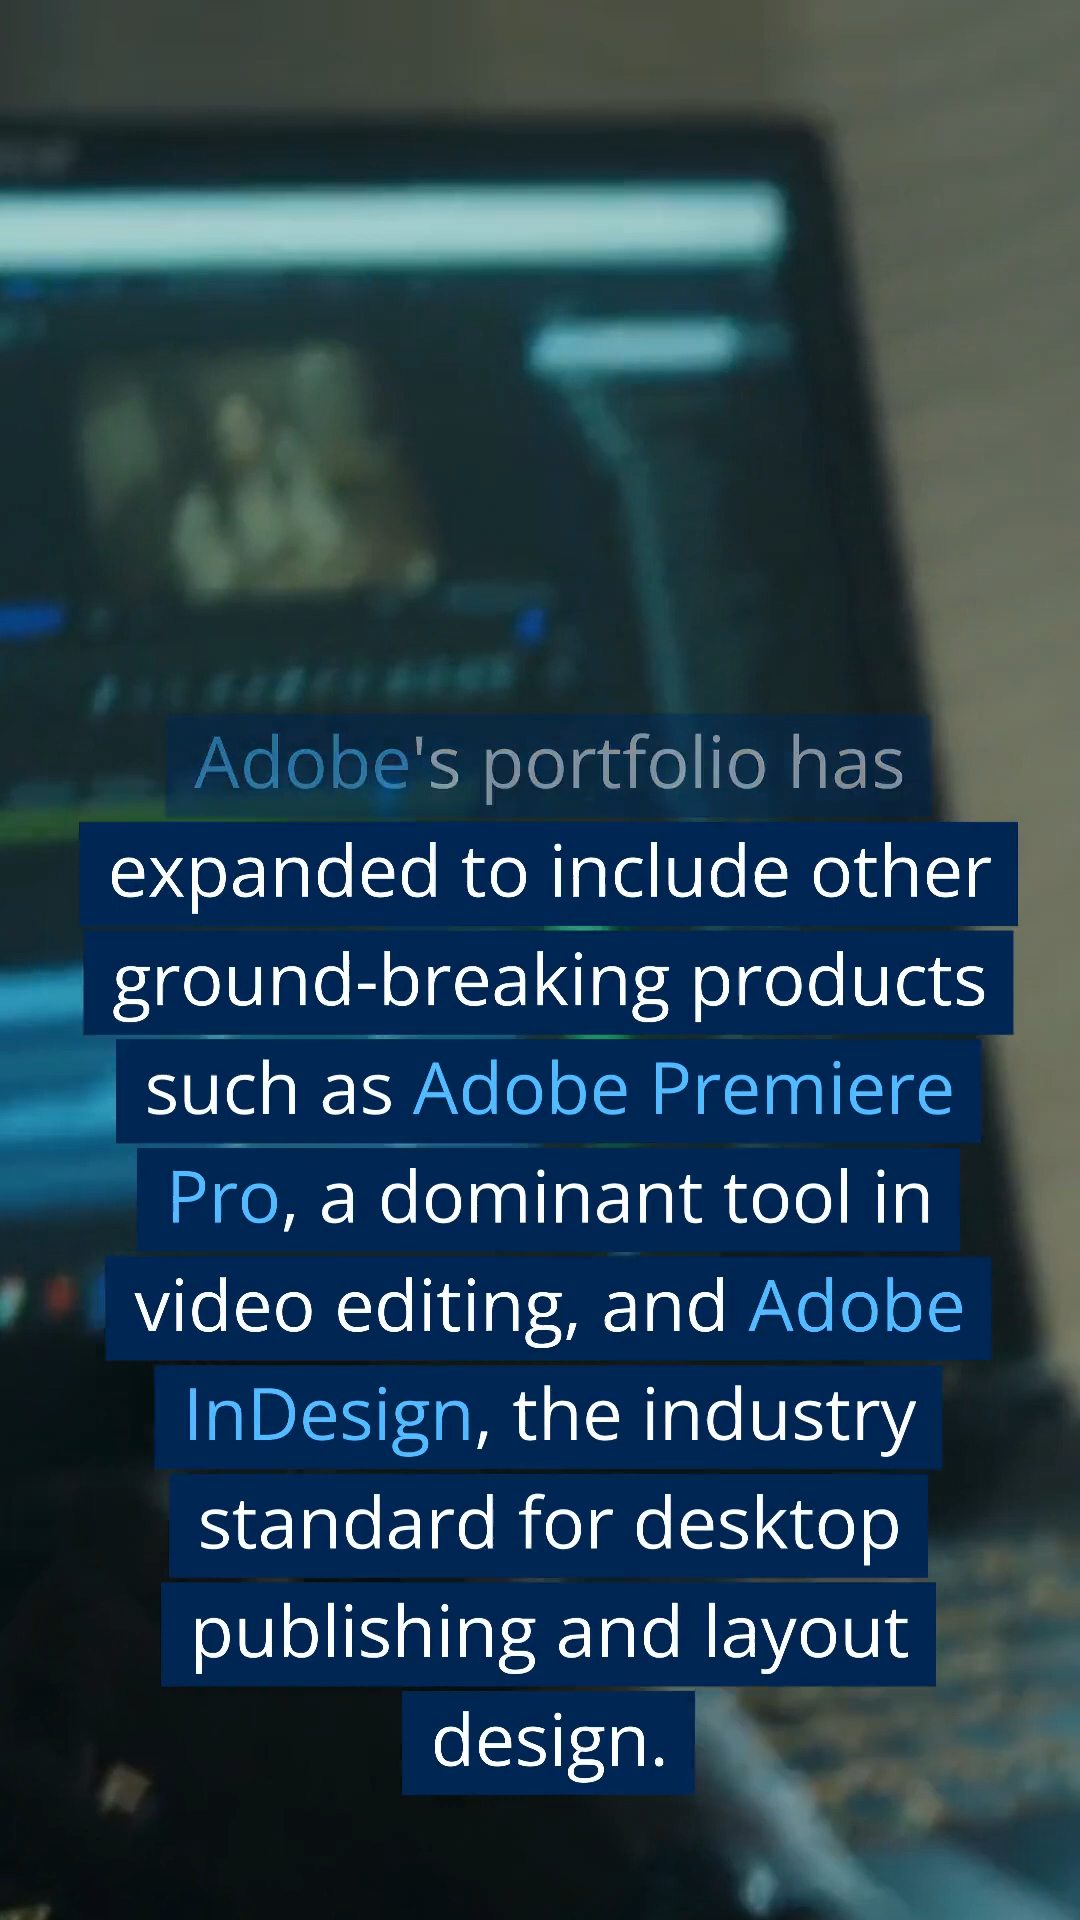 Adobe's portfolio has
expanded to include other
ground-breaking products
such as Adobe Premiere
Pro, a dominant tool in
video editing, and Adobe
InDesign, the industry
standard for desktop
publishing and layout
design.